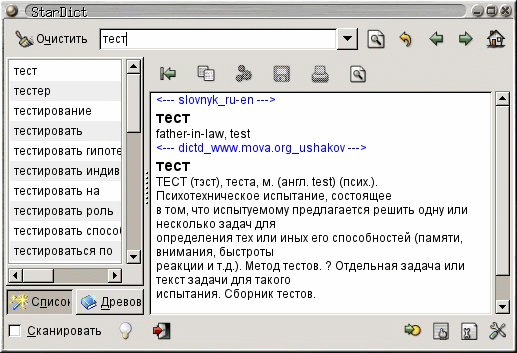 StarDict
Очистить
тест
тест
тестер
тестирование
тестировать
тестировать гипоте
тестировать индив
тестировать на
тестировать роль
тестировать способ
тестироваться по
<--- slovnyk_ru-en --->
тест
father-in-law, test
<--- dictd_www.mova.org_ushakov --->
тест
ТЕСТ (тэст), теста, м. (англ. test) (псих.).
Психотехническое испытание, состоящее
в том, что испытуемому предлагается решить одну или
несколько задач для
определения тех или иных его способностей (памяти,
внимания, быстроты
реакции и т.д.). Метод тестов. ? Отдельная задача или
текст задачи для такого
испытания. Сборник тестов.
Список
Древов
Сканировать